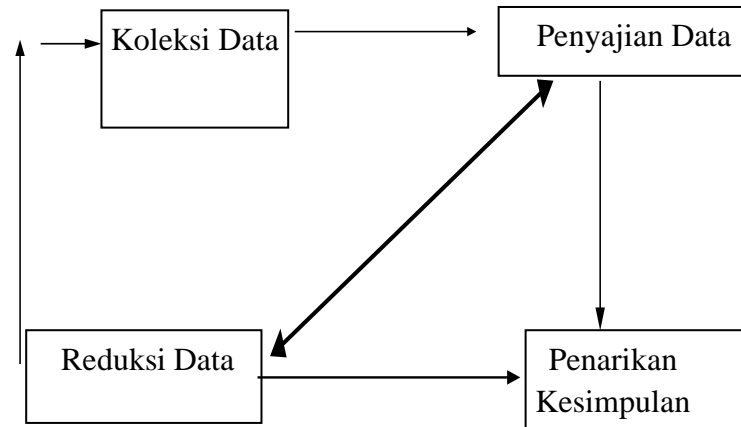 Koleksi Data
Penyajian Data
Reduksi Data
Penarikan
Kesimpulan